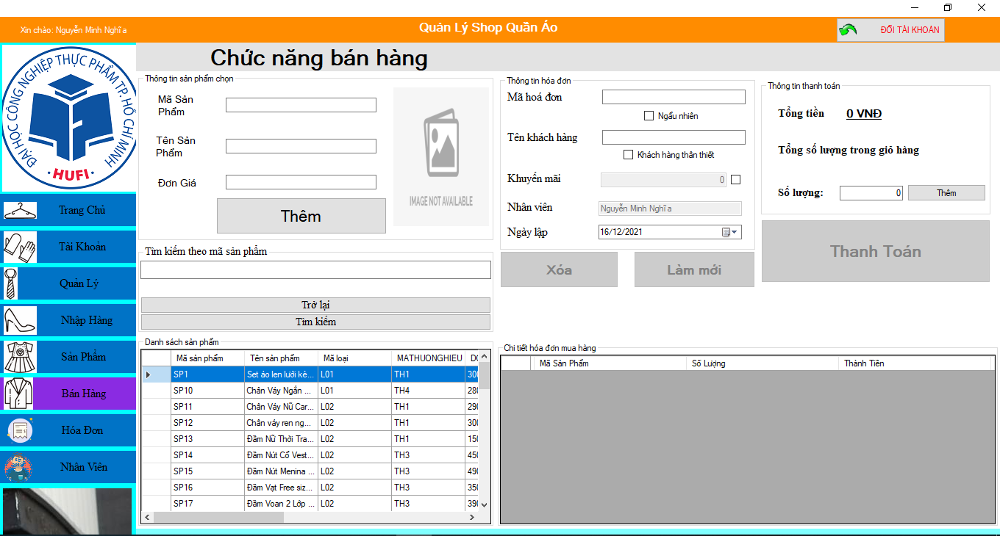 Xin chào: Nguyễn Minh Nghĩa
Quản Lý Shop Quần Áo
ĐỔI TÀI KHOẢN
ĐẠI HỌC CÔNG NGHIỆP THỰC PHẨM TP. HỒ CHÍ MINH
HUFI
Trang Chủ
Tài Khoản
Quản Lý
Nhập Hàng
Sản Phẩm
Bán Hàng
Hóa Đơn
Nhân Viên
Chức năng bán hàng
Thông tin sản phẩm chọn
Mã Sản
Phẩm
Tên Sản
Phẩm
Đơn Giá
Thêm
IMAGE NOT AVAILABLE
Tìm kiếm theo mã sản phẩm
Trở lại
Tìm kiếm
Thông tin hóa đơn
Mã hoá đơn
Ngẫu nhiên
Tên khách hàng
Khách hàng thân thiết
Khuyến mãi 0
Nhân viên Nguyễn Minh Nghĩa
Ngày lập 16/12/2021
Xóa Làm mới
Thông tin thanh toán
Tổng tiền 0 VNĐ
Tổng số lượng trong giỏ hàng
Số lượng: 0 Thêm
Thanh Toán
Danh sách sản phẩm
Mã sản phẩm Tên sản phẩm Mã loại MATHUONGHIEU
SP1 Set áo len lưới kè... L01 TH1 300
SP10 Chân Váy Ngắn ... L01 TH4 280
SP11 Chân Váy Nữ Car... L02 TH1 290
SP12 Chân váy ren ng... L02 TH1 300
SP13 Đầm Nữ Thời Tra... L02 TH1 150
SP14 Đầm Nút Cổ Vest... L02 TH3 450
SP15 Đầm Nút Menina ... L02 TH3 490
SP16 Đầm Vạt Free siz... L02 TH3 350
SP17 Đầm Voan 2 Lớp ... L02 TH3 390
Chi tiết hóa đơn mua hàng
Mã Sản Phẩm Số Lượng Thành Tiền